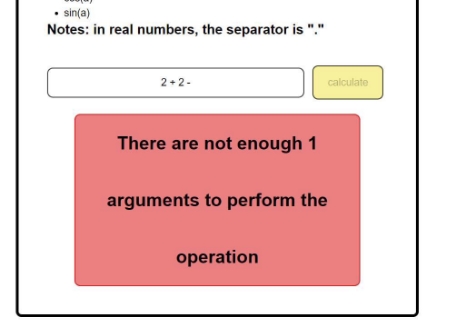 • sin(a)
Notes: in real numbers, the separator is "."
2 + 2 -
calculate
There are not enough 1
arguments to perform the
operation